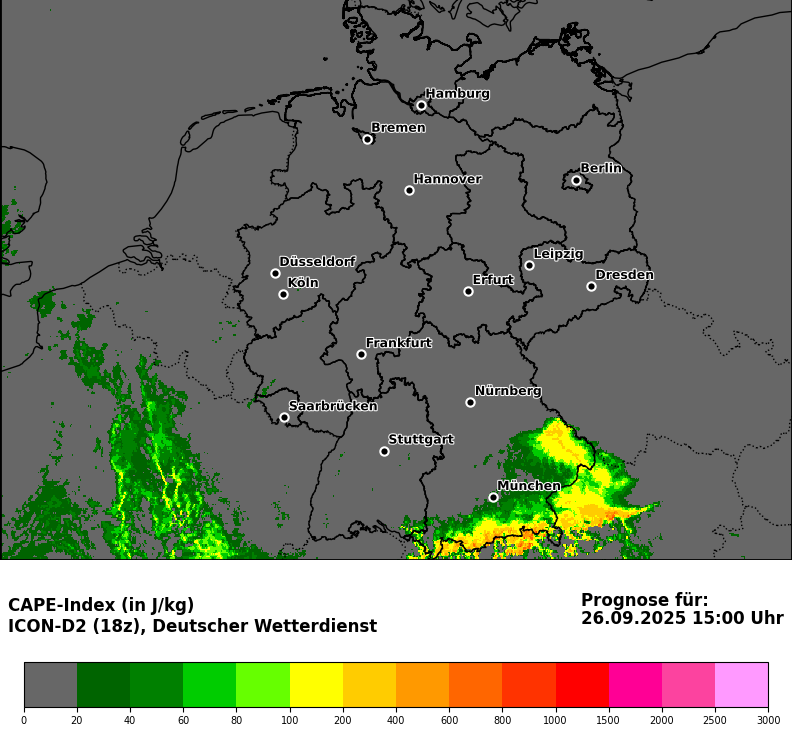 Hamburg
Bremen
Berlin
Hannover
Leipzig
Düsseldorf
Dresden
Köln
Erfurt
Frankfurt
Nürnberg
Saarbrücken
Stuttgart
München
CAPE-Index (in J/kg)
ICON-D2 (18z), Deutscher Wetterdienst
Prognose für:
26.09.2025 15:00 Uhr
0 20 40 60 80 100 200 400 600 800 1000 1500 2000 2500 3000